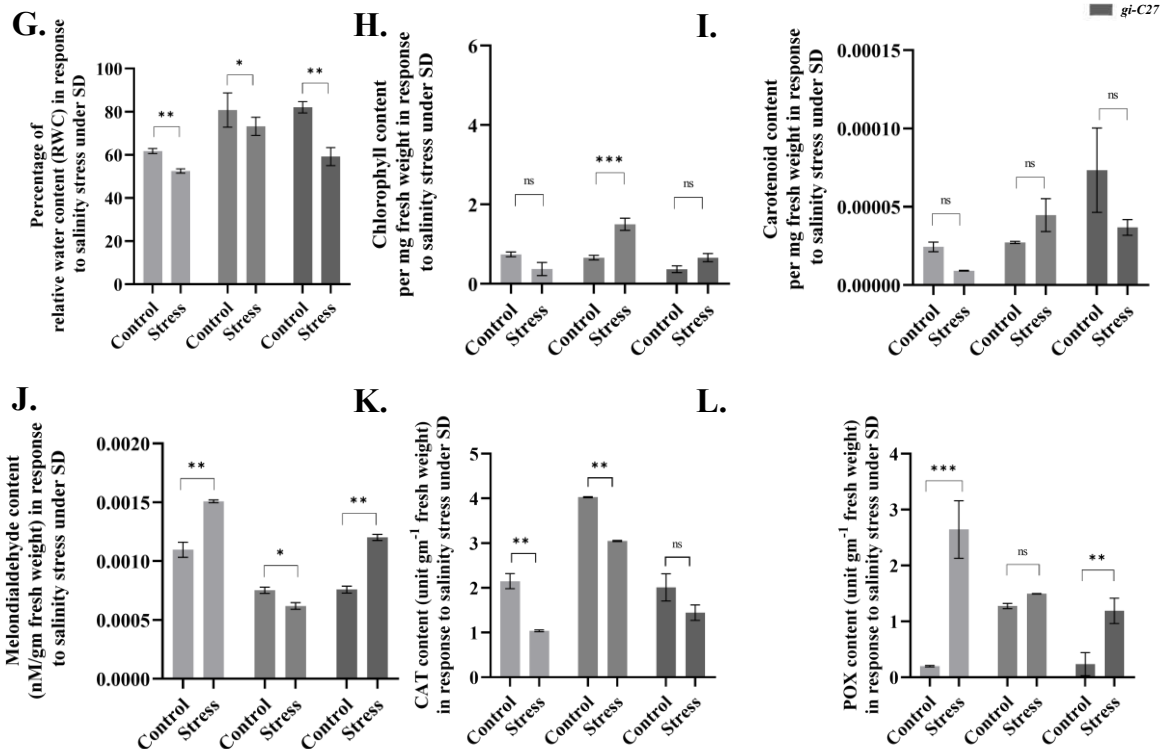 gi-C27
G.
Percentage of
relative water content (RWC) in response
to salinity stress under SD
100
80
60
40
20
0
**
*
**
Control
Stress
Control
Stress
Control
Stress
H.
Chlorophyll content
per mg fresh weight in response
to salinity stress under SD
6
4
2
0
ns
***
ns
Control
Stress
Control
Stress
Control
Stress
I.
Carotenoid content
per mg fresh weight in response
to salinity stress under SD
0.00015
0.00010
0.00005
0.00000
ns
ns
ns
Control
Stress
Control
Stress
Control
Stress
J.
Melondialdehyde content
(nM/gm fresh weight) in response
to salinity stress under SD
0.0020
0.0015
0.0010
0.0005
0.0000
**
*
**
Control
Stress
Control
Stress
Control
Stress
K.
CAT content (unit gm⁻¹ fresh weight)
in response to salinity stress under SD
5
4
3
2
1
0
**
**
ns
Control
Stress
Control
Stress
Control
Stress
L.
POX content (unit gm⁻¹ fresh weight)
in response to salinity stress under SD
4
3
2
1
0
***
ns
**
Control
Stress
Control
Stress
Control
Stress